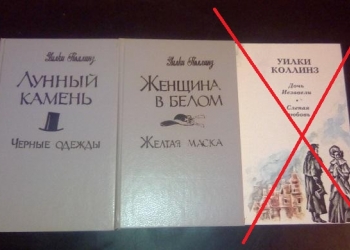 Уилки Коллинз
ЛУННЫЙ
КАМЕНЬ
ЧЕРНЫЕ ОДЕЖДЫ
Уилки Коллинз
ЖЕНЩИНА
В БЕЛОМ
ЖЕЛТАЯ МАСКА
УИЛКИ
КОЛЛИНЗ
Дочь
Иезавели
Слепая
любовь